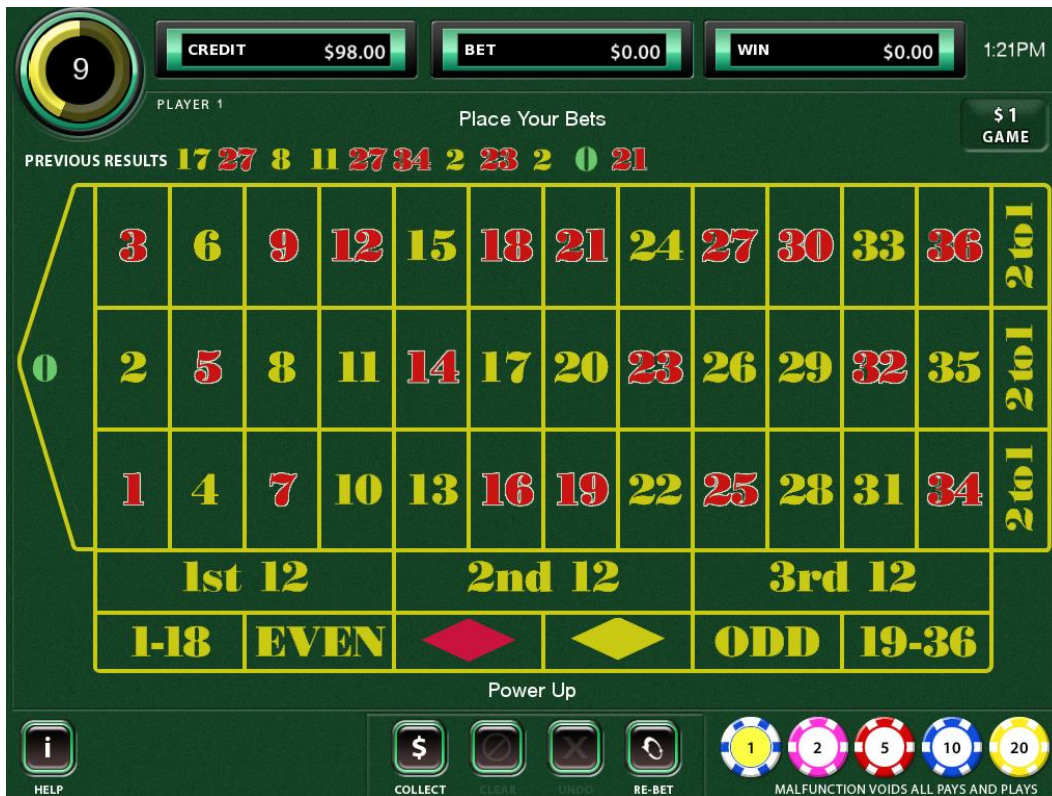 9
CREDIT $98.00 BET $0.00 WIN $0.00 1:21PM
PLAYER 1
Place Your Bets
$1
GAME
PREVIOUS RESULTS 17 27 8 11 27 34 2 23 2 0 21
3 6 9 12 15 18 21 24 27 30 33 36 2 to 1
0 2 5 8 11 14 17 20 23 26 29 32 35 2 to 1
1 4 7 10 13 16 19 22 25 28 31 34 2 to 1
1st 12 2nd 12 3rd 12
1-18 EVEN ODD 19-36
Power Up
i $ 1 2 5 10 20
HELP COLLECT CLEAR UNDO RE-BET MALFUNCTION VOIDS ALL PAYS AND PLAYS